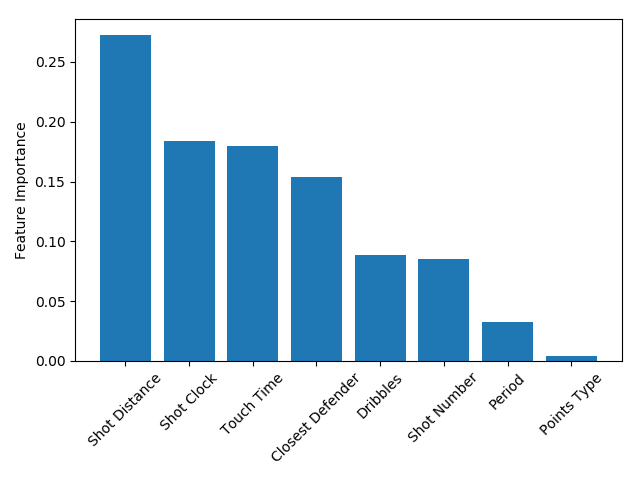 Feature Importance
0.25
0.20
0.15
0.10
0.05
0.00
Shot Distance
Shot Clock
Touch Time
Closest Defender
Dribbles
Shot Number
Period
Points Type